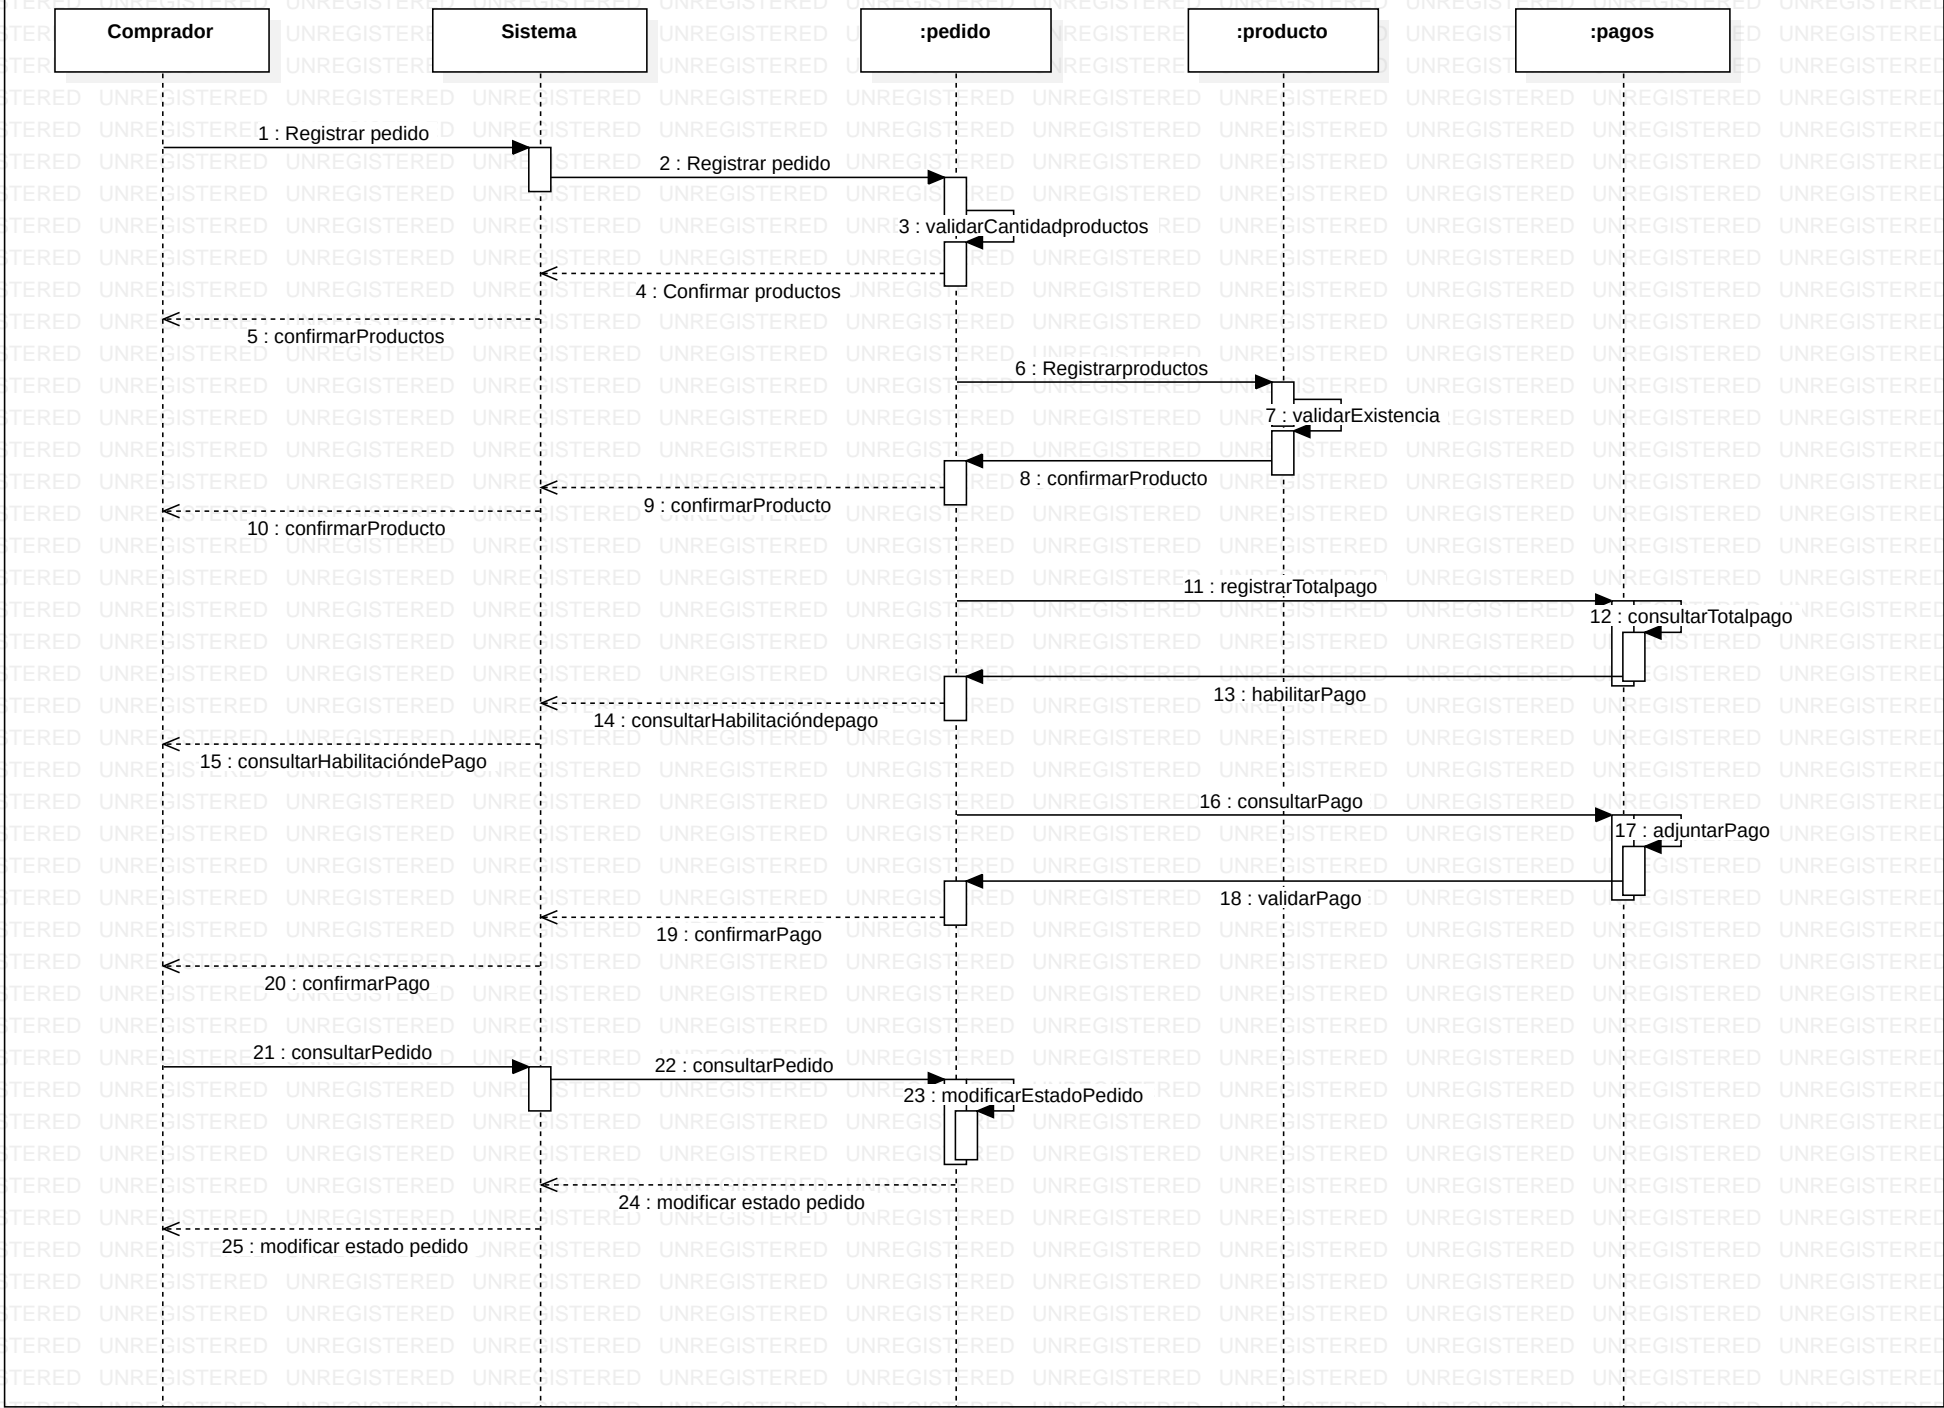 Comprador
Sistema
:pedido
:producto
:pagos
1 : Registrar pedido
2 : Registrar pedido
3 : validarCantidadproductos
4 : Confirmar productos
5 : confirmarProductos
6 : Registrarproductos
7 : validarExistencia
8 : confirmarProducto
9 : confirmarProducto
10 : confirmarProducto
11 : registrarTotalpago
12 : consultarTotalpago
13 : habilitarPago
14 : consultarHabilitacióndepago
15 : consultarHabilitacióndePago
16 : consultarPago
17 : adjuntarPago
18 : validarPago
19 : confirmarPago
20 : confirmarPago
21 : consultarPedido
22 : consultarPedido
23 : modificarEstadoPedido
24 : modificar estado pedido
25 : modificar estado pedido
UNREGISTERED